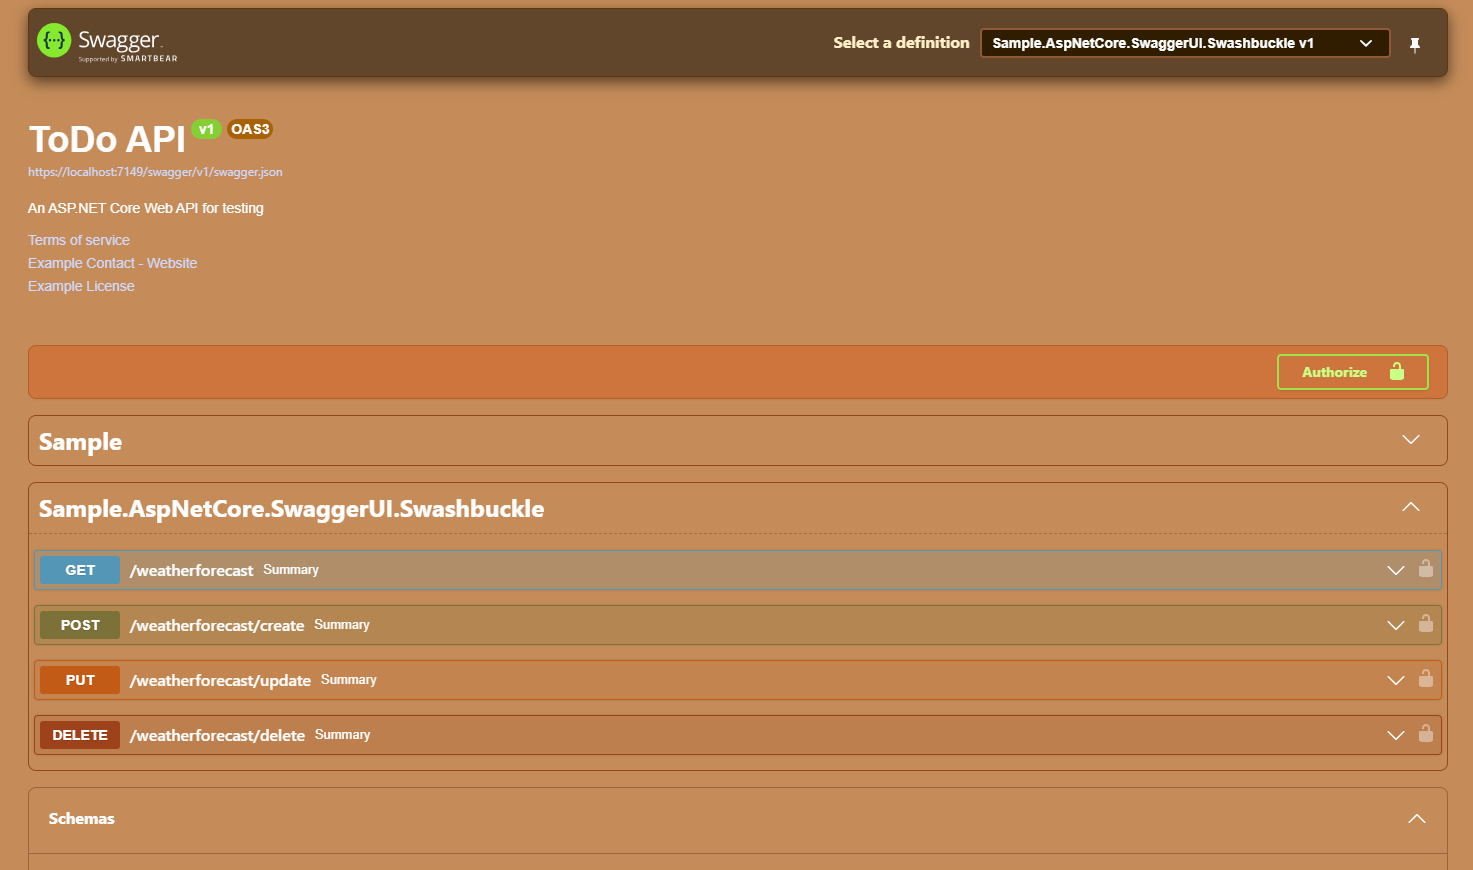 {...} Swagger.
Supported by SMARTBEAR
Select a definition
Sample.AspNetCore.SwaggerUI.Swashbuckle v1
ToDo API v1 OAS3
https://localhost:7149/swagger/v1/swagger.json
An ASP.NET Core Web API for testing
Terms of service
Example Contact - Website
Example License
Authorize
Sample
Sample.AspNetCore.SwaggerUI.Swashbuckle
GET /weatherforecast Summary
POST /weatherforecast/create Summary
PUT /weatherforecast/update Summary
DELETE /weatherforecast/delete Summary
Schemas